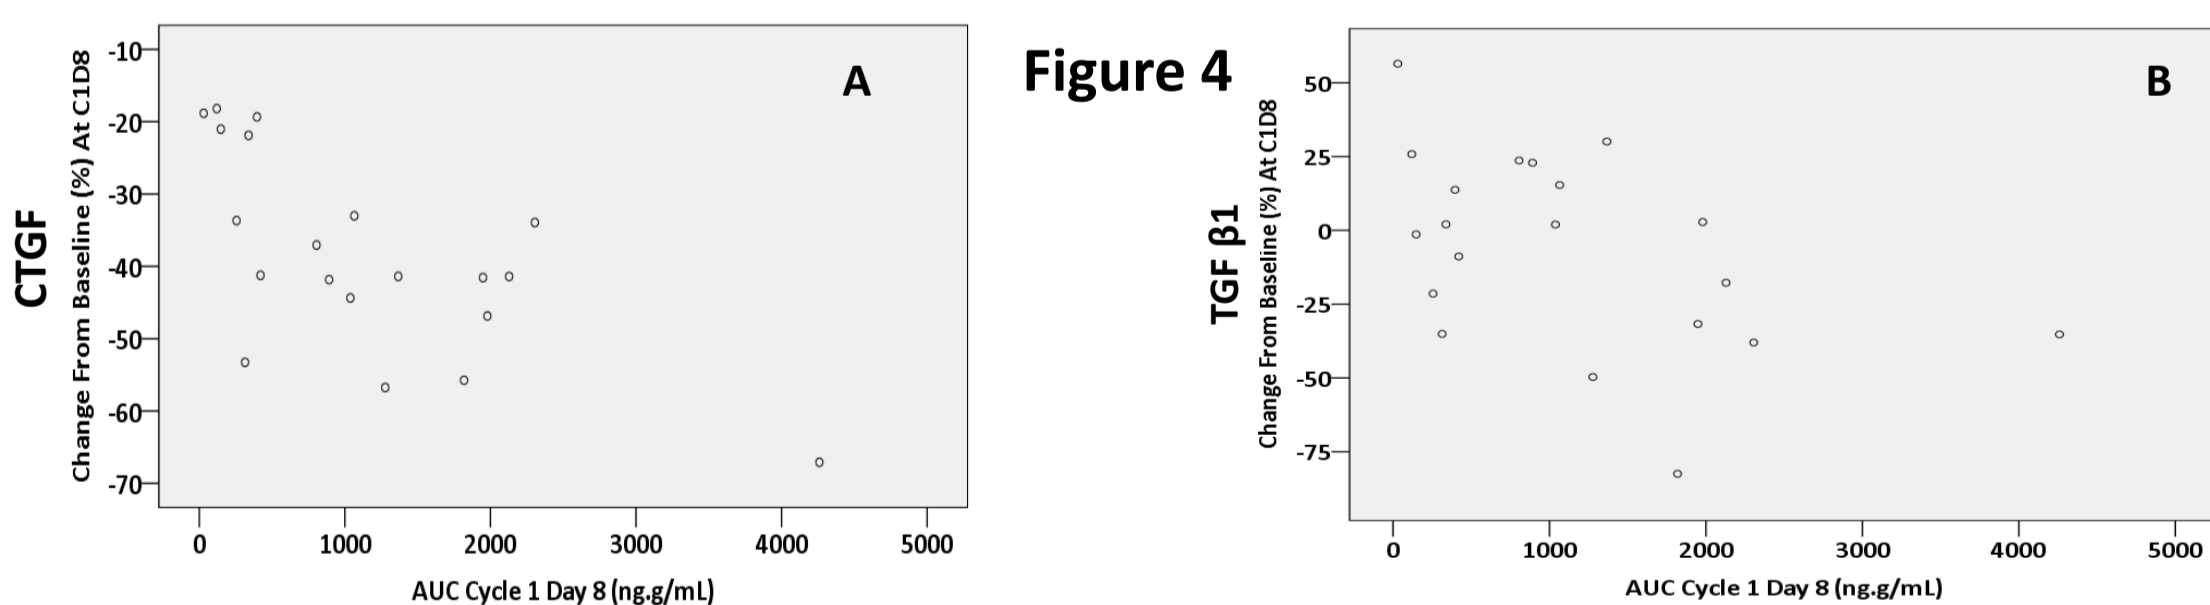 Figure 4
A
CTGF
Change From Baseline (%) At C1D8
-10
-20
-30
-40
-50
-60
-70
0 1000 2000 3000 4000 5000
AUC Cycle 1 Day 8 (ng.g/mL)
B
TGF β1
Change From Baseline (%) At C1D8
50
25
0
-25
-50
-75
0 1000 2000 3000 4000 5000
AUC Cycle 1 Day 8 (ng.g/mL)